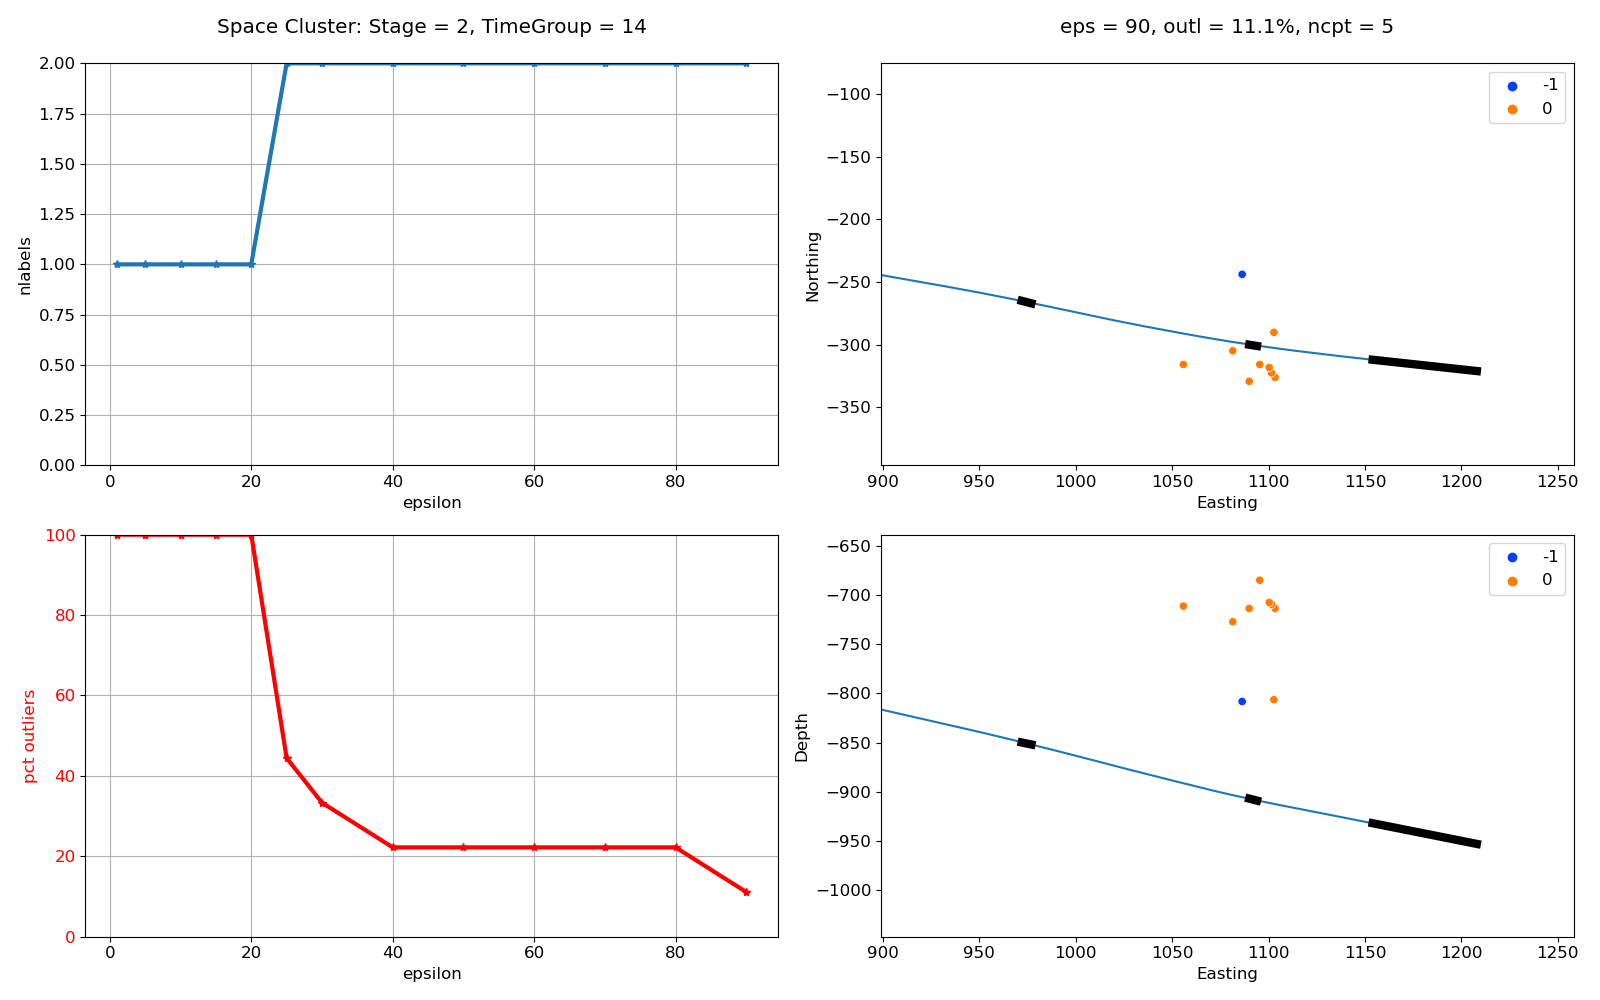 Space Cluster: Stage = 2, TimeGroup = 14
2.00
1.75
1.50
1.25
1.00
0.75
0.50
0.25
0.00
nlabels
0 20 40 60 80
epsilon
eps = 90, outl = 11.1%, ncpt = 5
-1
0
−100
−150
−200
−250
−300
−350
Northing
900 950 1000 1050 1100 1150 1200 1250
Easting
100
80
60
40
20
0
pct outliers
0 20 40 60 80
epsilon
-1
0
−650
−700
−750
−800
−850
−900
−950
−1000
Depth
900 950 1000 1050 1100 1150 1200 1250
Easting